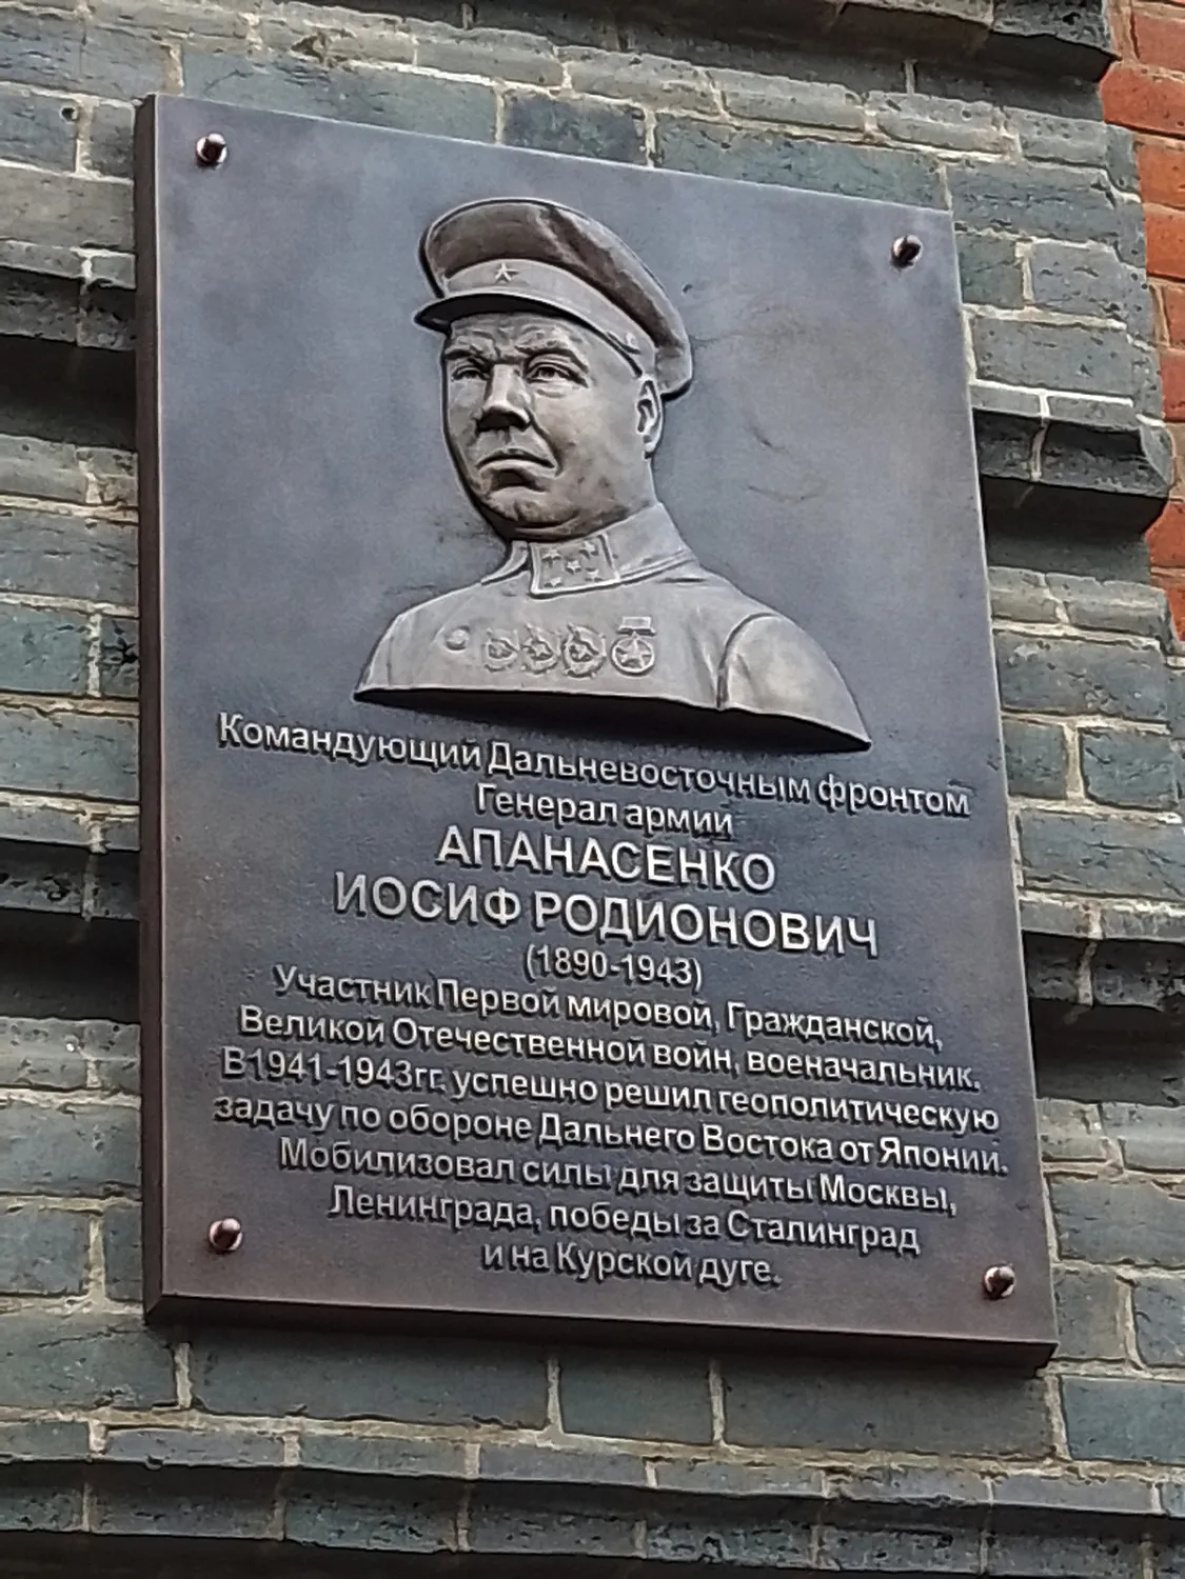 Командующий Дальневосточным фронтом
Генерал армии
АПАНАСЕНКО
ИОСИФ РОДИОНОВИЧ
(1890-1943)
Участник Первой мировой, Гражданской,
Великой Отечественной войн, военачальник.
В1941-1943гг. успешно решил геополитическую
задачу по обороне Дальнего Востока от Японии.
Мобилизовал силы для защиты Москвы,
Ленинграда, победы за Сталинград
и на Курской дуге.